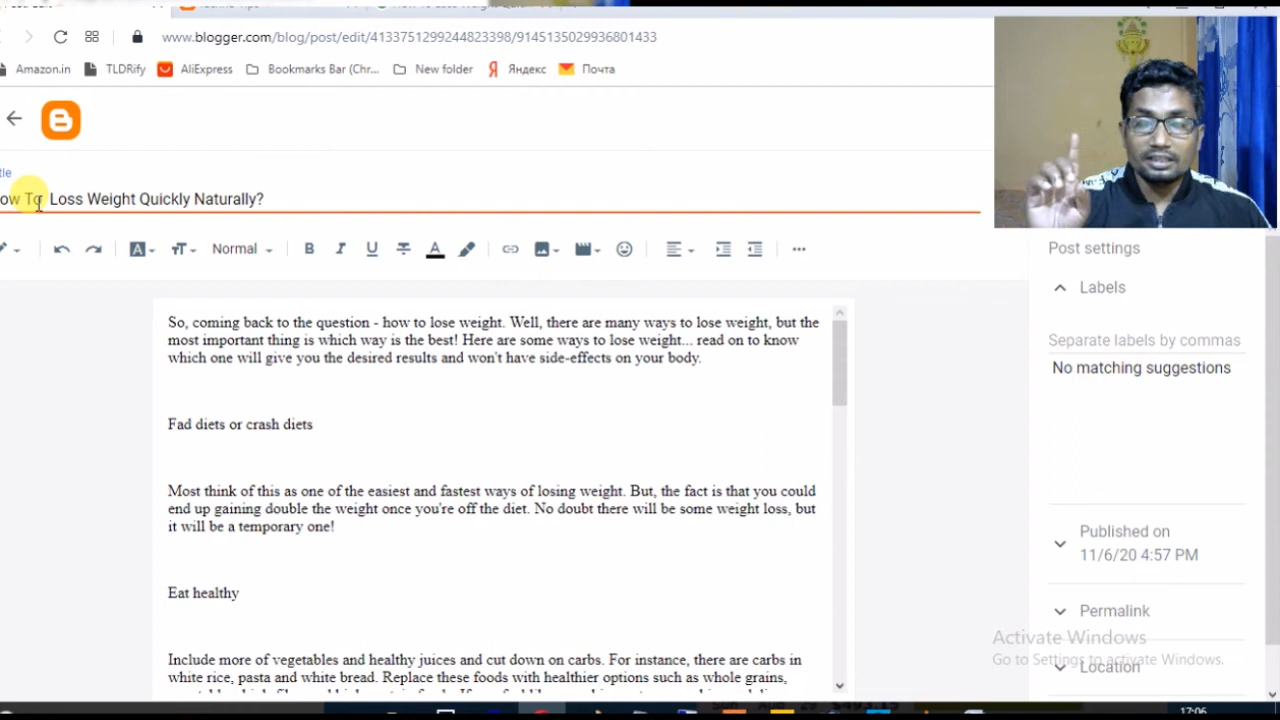 www.blogger.com/blog/post/edit/4133751299244823398/9145135029936801433
Amazon.in TLDRify AliExpress Bookmarks Bar (Chr... New folder Яндекс Почта
tle
ow To Loss Weight Quickly Naturally?
Normal
B I U A
Post settings
Labels
Separate labels by commas
No matching suggestions
So, coming back to the question - how to lose weight. Well, there are many ways to lose weight, but the
most important thing is which way is the best! Here are some ways to lose weight... read on to know
which one will give you the desired results and won't have side-effects on your body.
Fad diets or crash diets
Most think of this as one of the easiest and fastest ways of losing weight. But, the fact is that you could
end up gaining double the weight once you're off the diet. No doubt there will be some weight loss, but
it will be a temporary one!
Eat healthy
Include more of vegetables and healthy juices and cut down on carbs. For instance, there are carbs in
white rice, pasta and white bread. Replace these foods with healthier options such as whole grains,
Published on
11/6/20 4:57 PM
Permalink
Location
Activate Windows
Go to Settings to activate Windows.
17:06